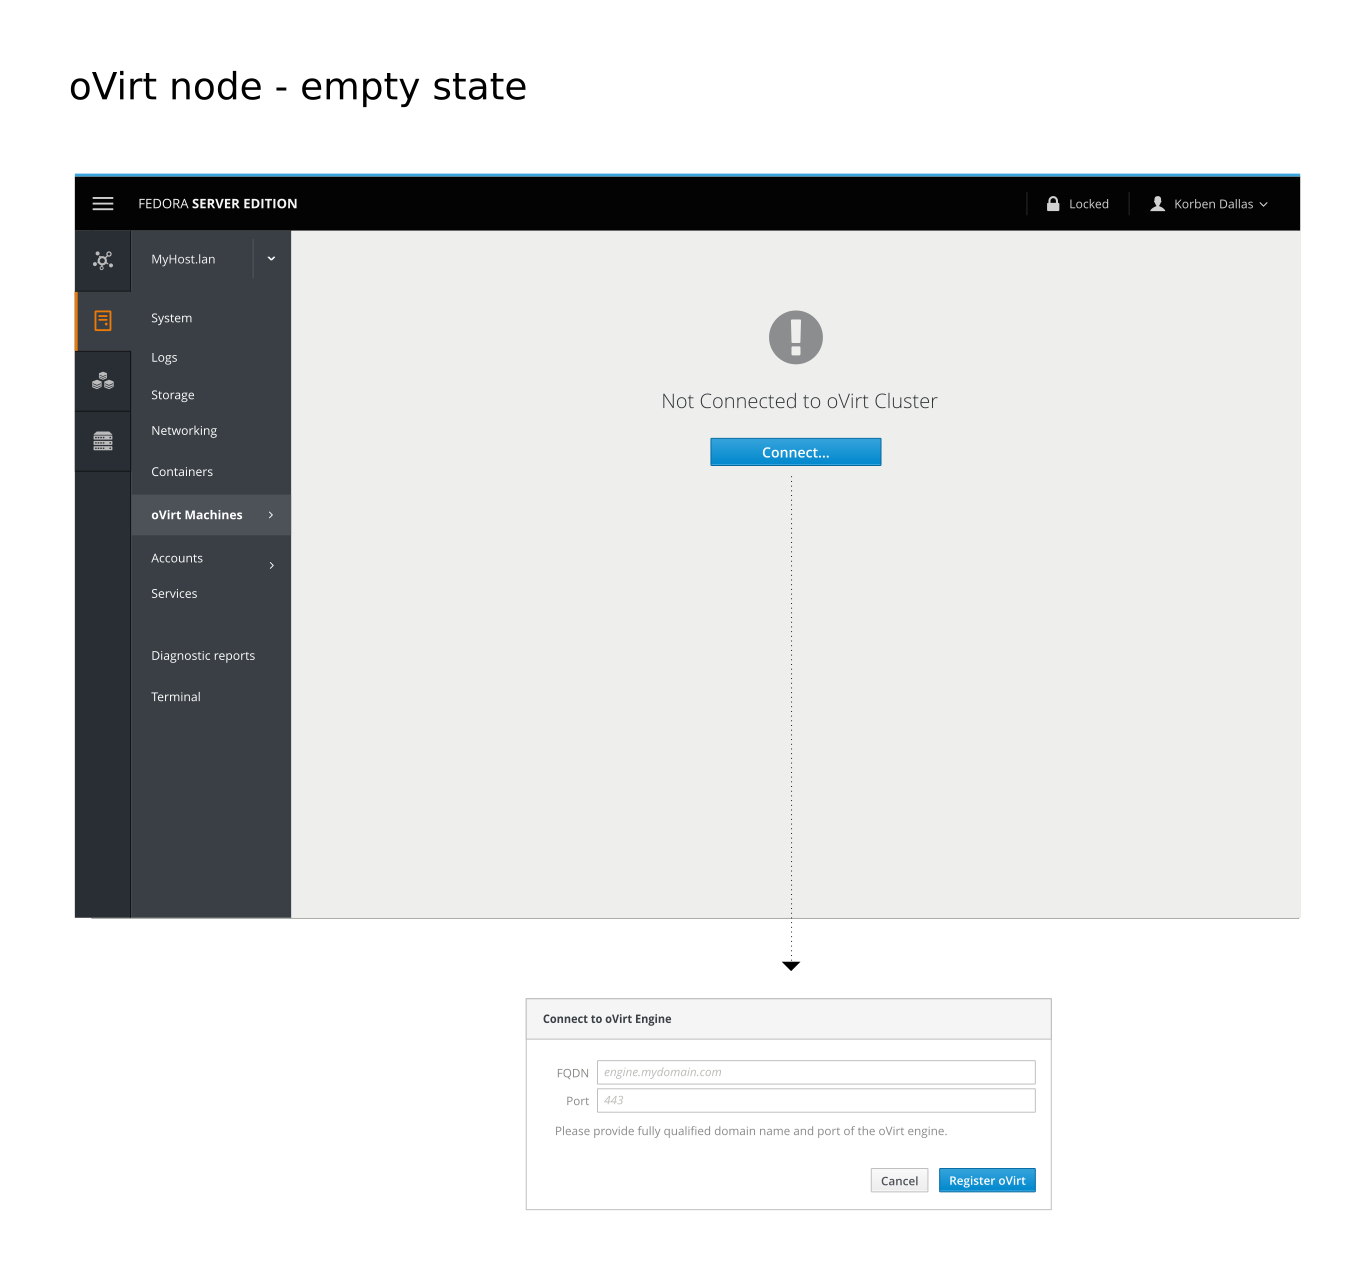 oVirt node - empty state
FEDORA SERVER EDITION
Locked
Korben Dallas
MyHost.lan
System
Logs
Storage
Networking
Containers
oVirt Machines
Accounts
Services
Diagnostic reports
Terminal
Not Connected to oVirt Cluster
Connect...
Connect to oVirt Engine
FQDN engine.mydomain.com
Port 443
Please provide fully qualified domain name and port of the oVirt engine.
Cancel Register oVirt